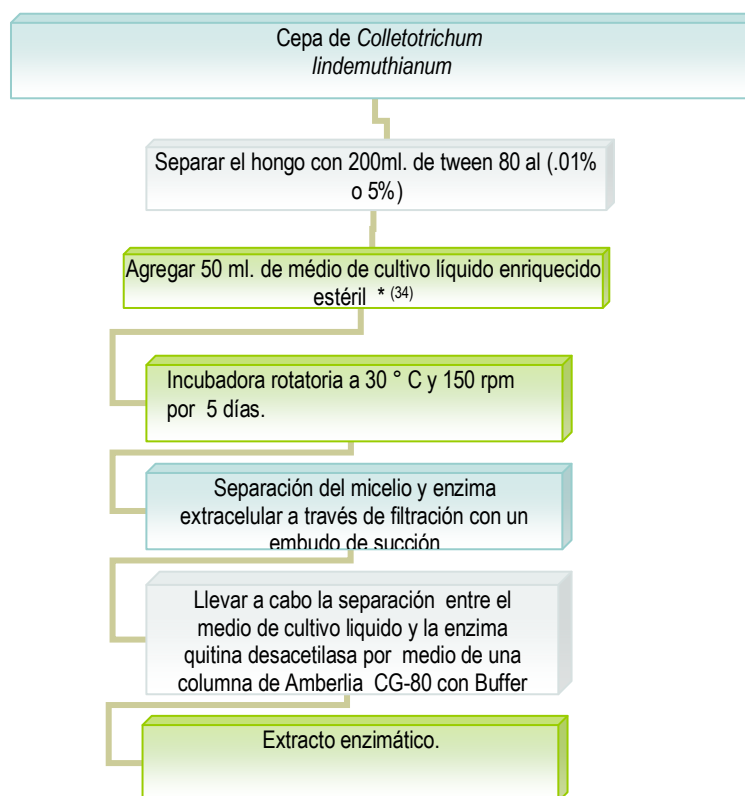 Cepa de Colletotrichum
lindemuthianum
Separar el hongo con 200ml. de tween 80 al (.01%
o 5%)
Agregar 50 ml. de médio de cultivo líquido enriquecido
estéril * (34)
Incubadora rotatoria a 30 ° C y 150 rpm
por 5 días.
Separación del micelio y enzima
extracelular a través de filtración con un
embudo de succión
Llevar a cabo la separación entre el
medio de cultivo liquido y la enzima
quitina desacetilasa por medio de una
columna de Amberlia CG-80 con Buffer
Extracto enzimático.